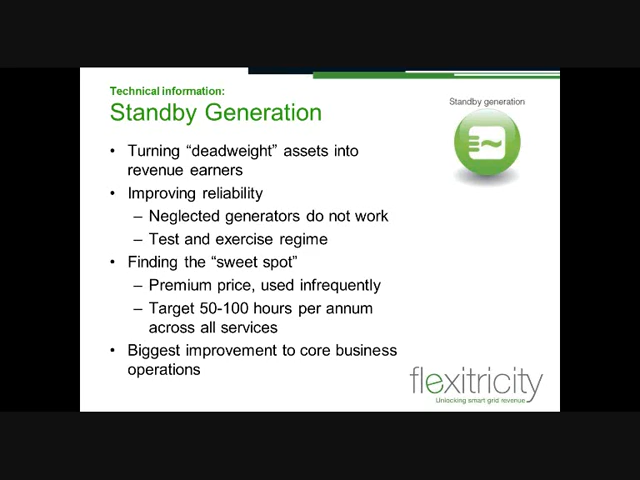 Technical information:
Standby Generation
Standby generation
• Turning “deadweight” assets into
revenue earners
• Improving reliability
– Neglected generators do not work
– Test and exercise regime
• Finding the “sweet spot”
– Premium price, used infrequently
– Target 50-100 hours per annum
across all services
• Biggest improvement to core business
operations
flexitricity
Unlocking smart grid revenue